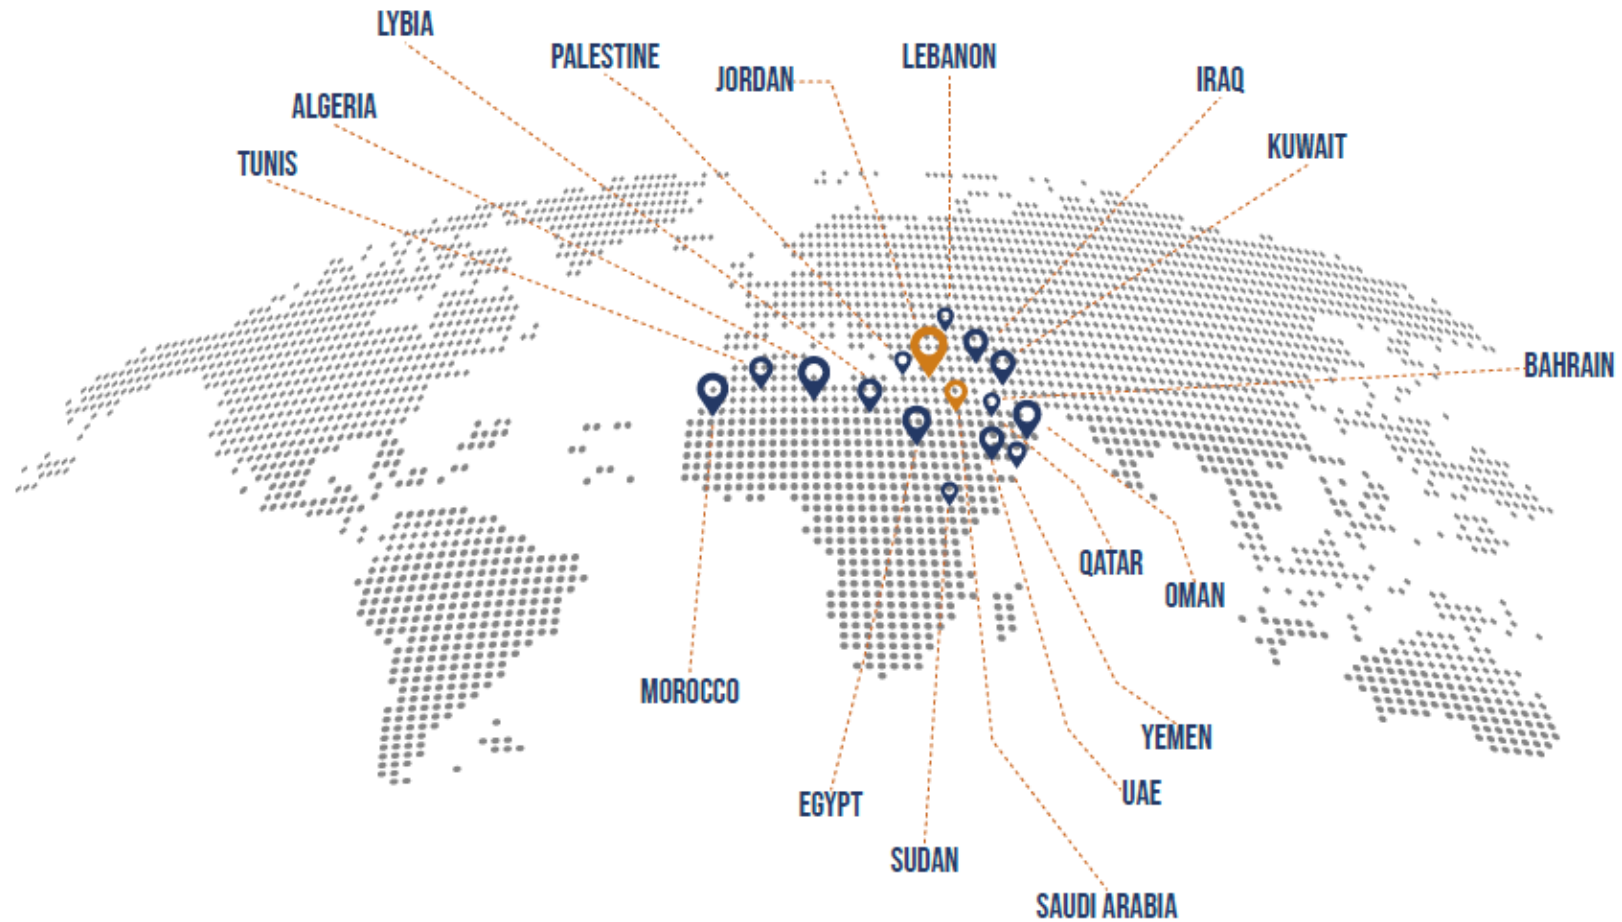 LYBIA
PALESTINE
LEBANON
JORDAN
IRAQ
ALGERIA
KUWAIT
TUNIS
BAHRAIN
QATAR
OMAN
MOROCCO
YEMEN
UAE
EGYPT
SUDAN
SAUDI ARABIA